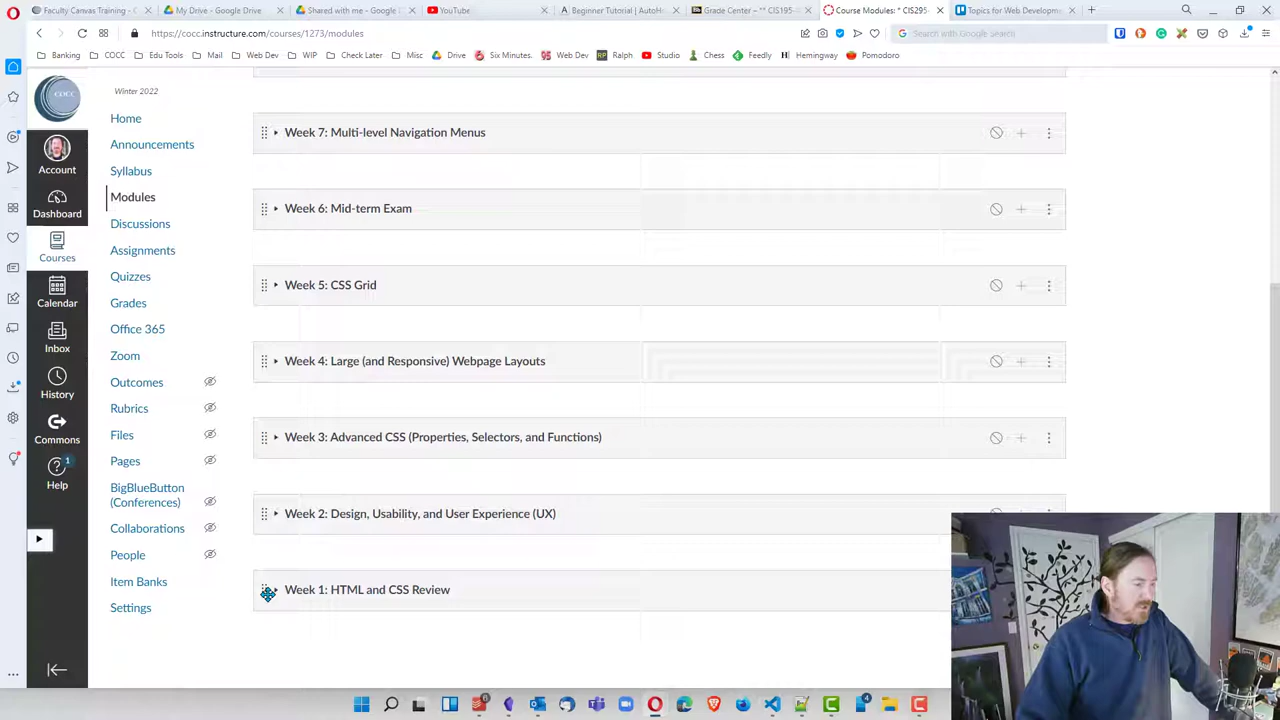 Faculty Canvas Training - C
My Drive - Google Drive
Shared with me - Google D
YouTube
Beginner Tutorial | AutoH
Grade Center – ** CIS195-
Course Modules: * CIS295-
Topics for Web Developm
https://cocc.instructure.com/courses/1273/modules
Search with Google
Banking
COCC
Edu Tools
Mail
Web Dev
WIP
Check Later
Misc
Drive
Six Minutes.
Web Dev
Ralph
Studio
Chess
Feedly
Hemingway
Pomodoro
COCC
Account
Dashboard
Courses
Calendar
Inbox
History
Commons
1
Help
Winter 2022
Home
Announcements
Syllabus
Modules
Discussions
Assignments
Quizzes
Grades
Office 365
Zoom
Outcomes
Rubrics
Files
Pages
BigBlueButton
(Conferences)
Collaborations
People
Item Banks
Settings
Week 7: Multi-level Navigation Menus
Week 6: Mid-term Exam
Week 5: CSS Grid
Week 4: Large (and Responsive) Webpage Layouts
Week 3: Advanced CSS (Properties, Selectors, and Functions)
Week 2: Design, Usability, and User Experience (UX)
Week 1: HTML and CSS Review